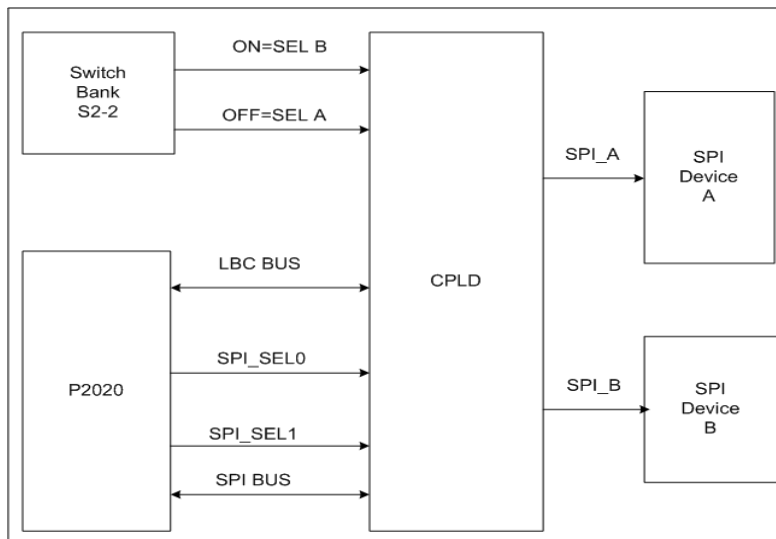 Switch
Bank
S2-2
ON=SEL B
OFF=SEL A
P2020
LBC BUS
SPI_SEL0
SPI_SEL1
SPI BUS
CPLD
SPI_A
SPI
Device
A
SPI_B
SPI
Device
B